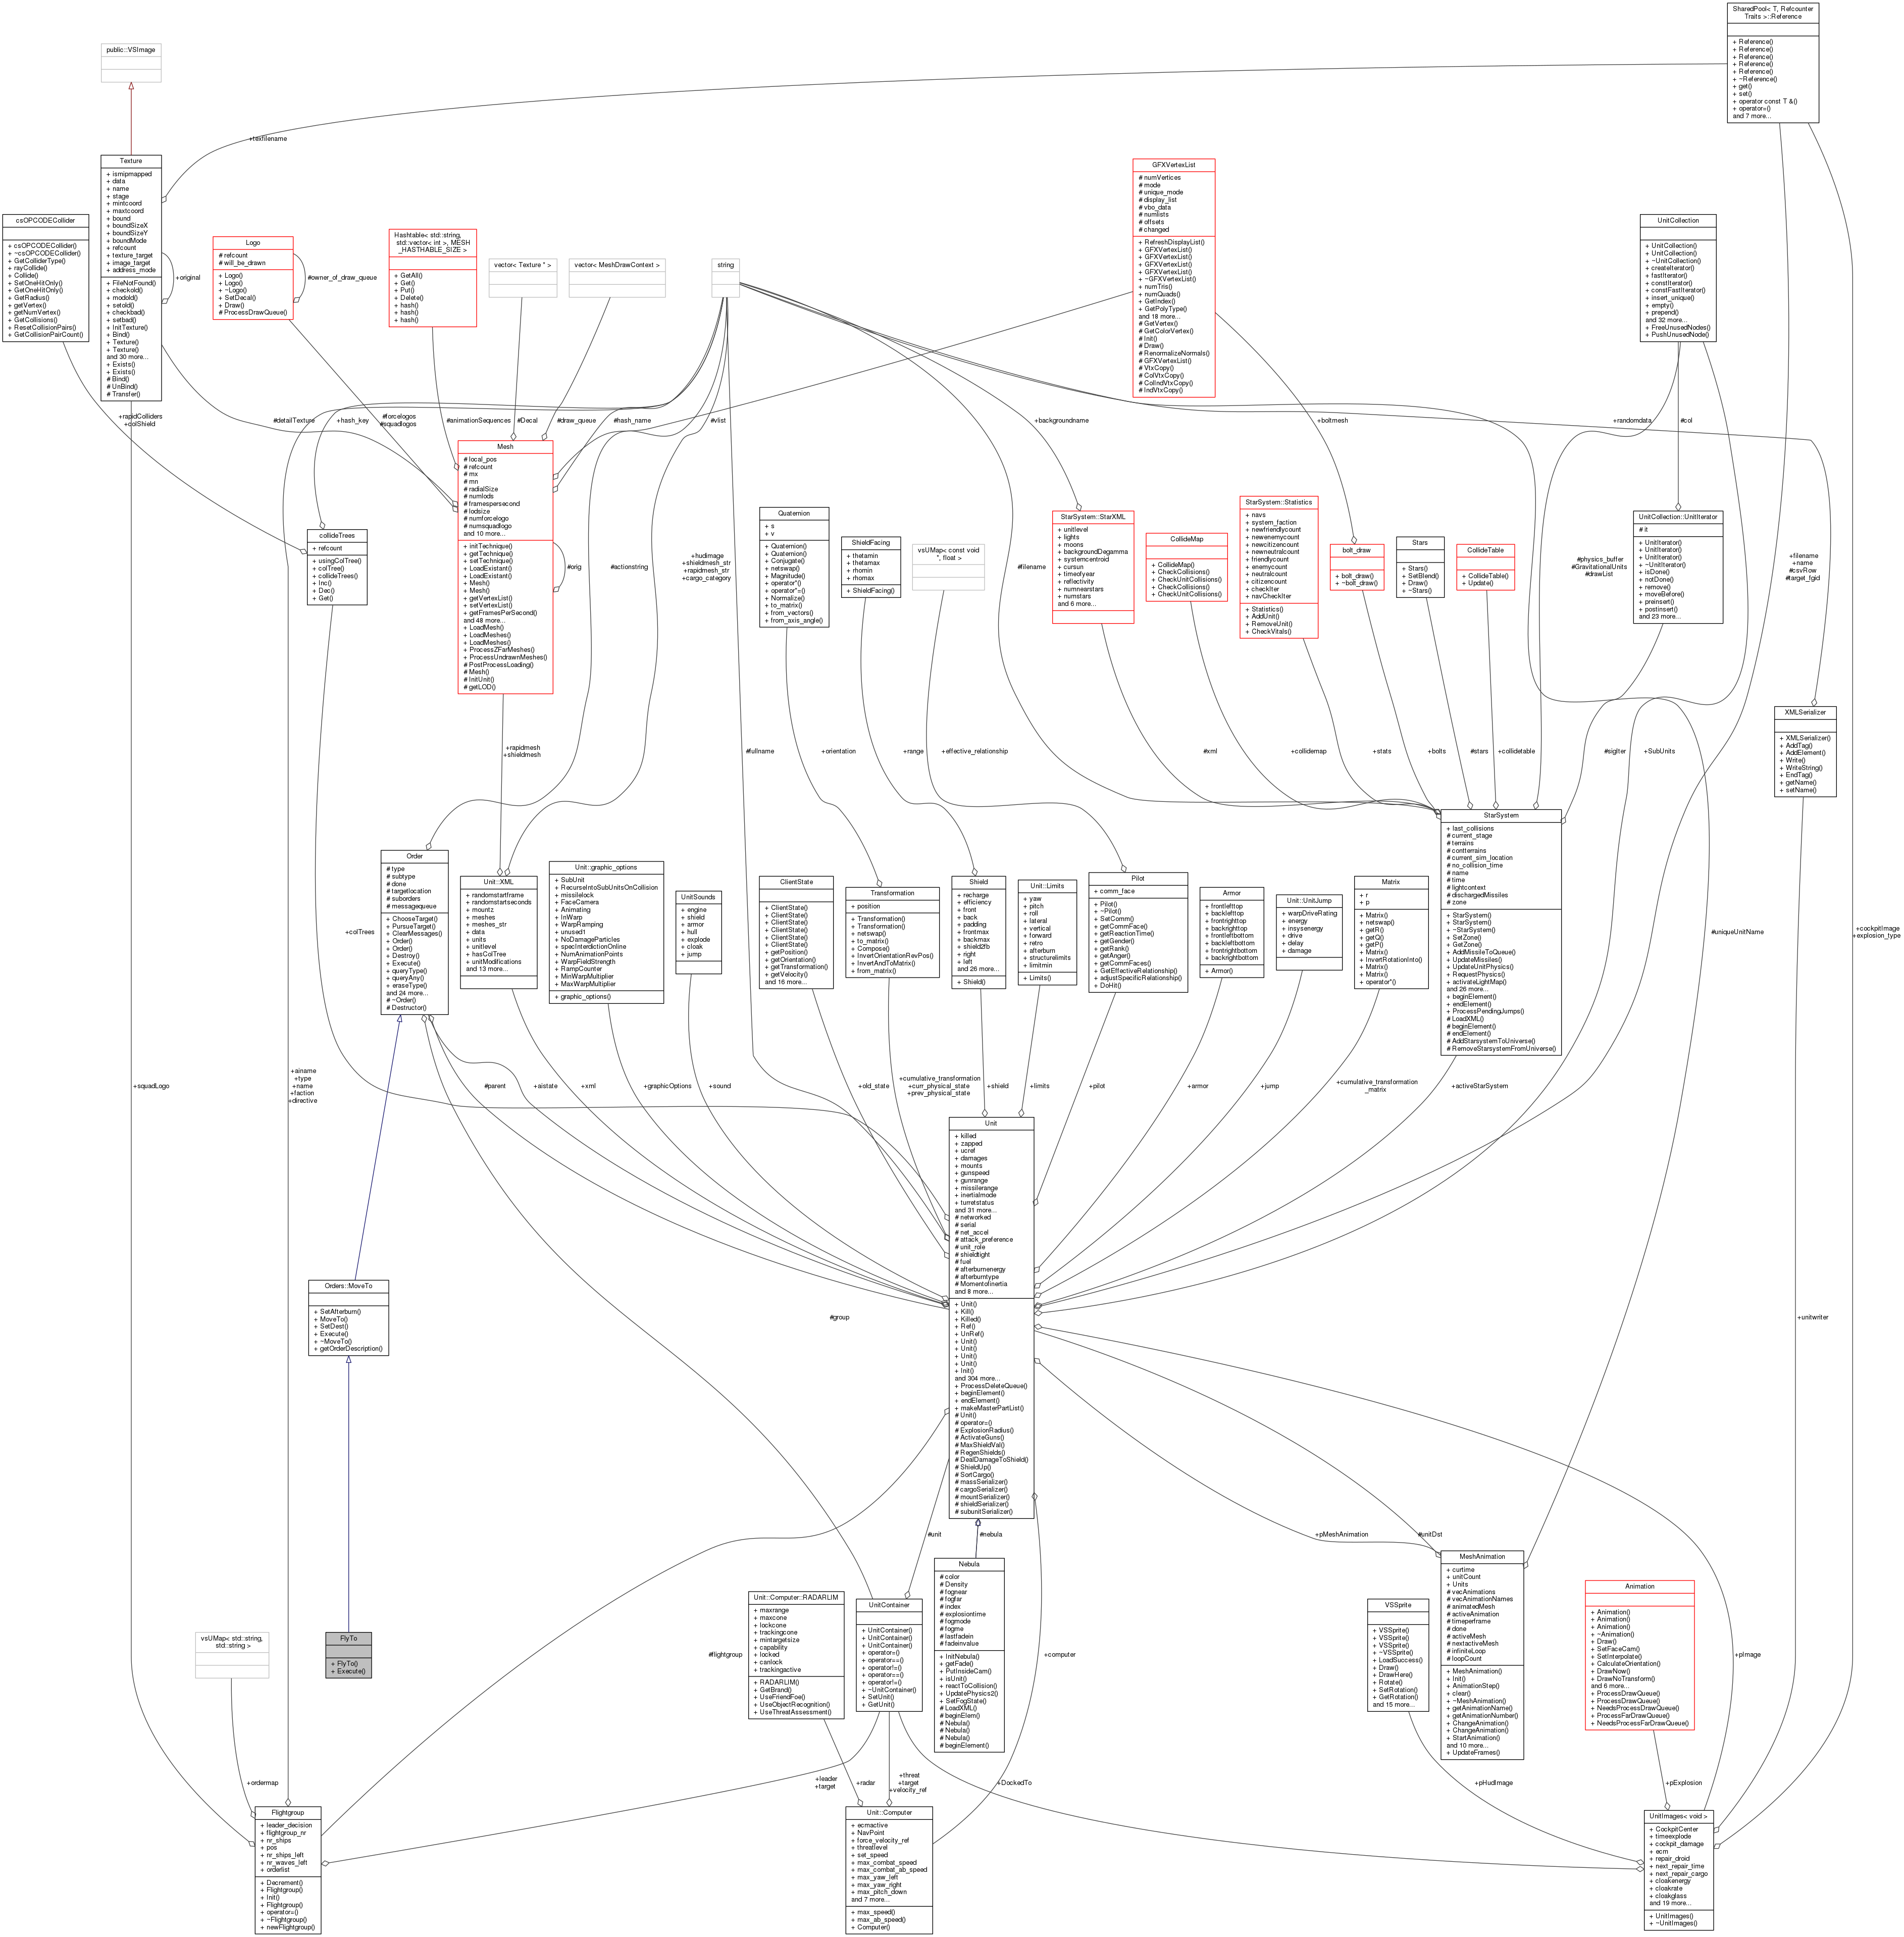 SharedPool< T, Refcounter
Traits >::Reference
+ Reference()
+ Reference()
+ Reference()
+ Reference()
+ Reference()
+ ~Reference()
+ get()
+ set()
+ operator const T &()
+ operator=()
and 7 more...
public::VSImage
+texfilename
Texture
+ ismipmapped
+ data
+ name
+ stage
+ mintcoord
+ maxtcoord
+ bound
+ boundSizeX
+ boundSizeY
+ boundMode
+ refcount
+ texture_target
+ image_target
+ address_mode
+ FileNotFound()
+ checkold()
+ modold()
+ setold()
+ checkbad()
+ setbad()
+ InitTexture()
+ Bind()
+ Texture()
+ Texture()
and 30 more...
+ Exists()
+ Exists()
# Bind()
# UnBind()
# Transfer()
+original
csOPCODECollider
+ csOPCODECollider()
+ ~csOPCODECollider()
+ GetColliderType()
+ rayCollide()
+ Collide()
+ SetOneHitOnly()
+ GetOneHitOnly()
+ GetRadius()
+ getVertex()
+ getNumVertex()
+ GetCollisions()
+ ResetCollisionPairs()
+ GetCollisionPairCount()
Logo
# refcount
# will_be_drawn
+ Logo()
+ Logo()
+ ~Logo()
+ SetDecal()
+ Draw()
# ProcessDrawQueue()
#owner_of_draw_queue
Hashtable< std::string,
std::vector< int >, MESH
_HASTHABLE_SIZE >
+ GetAll()
+ Get()
+ Put()
+ Delete()
+ hash()
+ hash()
+ hash()
vector< Texture * >
vector< MeshDrawContext >
string
GFXVertexList
# numVertices
# mode
# unique_mode
# display_list
# vbo_data
# numlists
# offsets
# changed
+ RefreshDisplayList()
+ GFXVertexList()
+ GFXVertexList()
+ GFXVertexList()
+ GFXVertexList()
+ ~GFXVertexList()
+ numTris()
+ numQuads()
+ GetIndex()
+ GetPolyType()
and 18 more...
# GetVertex()
# GetColorVertex()
# Init()
# Draw()
# RenormalizeNormals()
# GFXVertexList()
# VtxCopy()
# ColVtxCopy()
# ColIndVtxCopy()
# IndVtxCopy()
UnitCollection
+ UnitCollection()
+ UnitCollection()
+ ~UnitCollection()
+ createIterator()
+ fastIterator()
+ constIterator()
+ constFastIterator()
+ insert_unique()
+ empty()
+ prepend()
and 32 more...
+ FreeUnusedNodes()
+ PushUnusedNode()
+rapidColliders
+colShield
#detailTexture
+hash_key
#forcelogos
#squadlogos
#animationSequences
#Decal
#draw_queue
#hash_name
#vlist
+backgroundname
+boltmesh
+randomdata
#col
Mesh
# local_pos
# refcount
# mx
# mn
# radialSize
# numlods
# framespersecond
# lodsize
# numforcelogo
# numsquadlogo
and 10 more...
+ initTechnique()
+ getTechnique()
+ setTechnique()
+ LoadExistant()
+ LoadExistant()
+ Mesh()
+ Mesh()
+ getVertexList()
+ setVertexList()
+ getFramesPerSecond()
and 48 more...
+ LoadMesh()
+ LoadMeshes()
+ LoadMeshes()
+ ProcessZFarMeshes()
+ ProcessUndrawnMeshes()
# PostProcessLoading()
# Mesh()
# InitUnit()
# getLOD()
#orig
collideTrees
+ refcount
+ usingColTree()
+ colTree()
+ collideTrees()
+ Inc()
+ Dec()
+ Get()
#actionstring
+hudimage
+shieldmesh_str
+rapidmesh_str
+cargo_category
Quaternion
+ s
+ v
+ Quaternion()
+ Quaternion()
+ Conjugate()
+ netswap()
+ Magnitude()
+ operator*()
+ operator*=()
+ Normalize()
+ to_matrix()
+ from_vectors()
+ from_axis_angle()
ShieldFacing
+ thetamin
+ thetamax
+ rhomin
+ rhomax
+ ShieldFacing()
vsUMap< const void
*, float >
#filename
StarSystem::StarXML
+ unitlevel
+ lights
+ moons
+ backgroundDegamma
+ systemcentroid
+ cursun
+ timeofyear
+ reflectivity
+ numnearstars
+ numstars
and 6 more...
CollideMap
+ CollideMap()
+ CheckCollisions()
+ CheckUnitCollisions()
+ CheckCollisions()
+ CheckUnitCollisions()
StarSystem::Statistics
+ navs
+ system_faction
+ newfriendlycount
+ newenemycount
+ newcitizencount
+ newneutralcount
+ friendlycount
+ enemycount
+ neutralcount
+ citizencount
+ checkIter
+ navCheckIter
+ Statistics()
+ AddUnit()
+ RemoveUnit()
+ CheckVitals()
bolt_draw
+ bolt_draw()
+ ~bolt_draw()
Stars
+ Stars()
+ SetBlend()
+ Draw()
+ ~Stars()
CollideTable
+ CollideTable()
+ Update()
#physics_buffer
#GravitationalUnits
#drawList
UnitCollection::UnitIterator
# it
+ UnitIterator()
+ UnitIterator()
+ UnitIterator()
+ ~UnitIterator()
+ isDone()
+ notDone()
+ remove()
+ moveBefore()
+ preinsert()
+ postinsert()
and 23 more...
+filename
+name
#csvRow
#target_fgid
XMLSerializer
+ XMLSerializer()
+ AddTag()
+ AddElement()
+ Write()
+ WriteString()
+ EndTag()
+ getName()
+ setName()
+rapidmesh
+shieldmesh
#fullname
+orientation
+range
+effective_relationship
#xml
+collidemap
+stats
+bolts
#stars
+collidetable
#sigIter
+SubUnits
StarSystem
+ last_collisions
# current_stage
# terrains
# contterrains
# current_sim_location
# no_collision_time
# name
# time
# lightcontext
# dischargedMissiles
# zone
+ StarSystem()
+ StarSystem()
+ ~StarSystem()
+ SetZone()
+ GetZone()
+ AddMissileToQueue()
+ UpdateMissiles()
+ UpdateUnitPhysics()
+ RequestPhysics()
+ activateLightMap()
and 26 more...
+ beginElement()
+ endElement()
+ ProcessPendingJumps()
# LoadXML()
# beginElement()
# endElement()
# AddStarsystemToUniverse()
# RemoveStarsystemFromUniverse()
+colTrees
Order
# type
# subtype
# done
# targetlocation
# suborders
# messagequeue
+ ChooseTarget()
+ PursueTarget()
+ ClearMessages()
+ Order()
+ Order()
+ Destroy()
+ Execute()
+ queryType()
+ queryAny()
+ eraseType()
and 24 more...
# ~Order()
# Destructor()
Unit::XML
+ randomstartframe
+ randomstartseconds
+ mountz
+ meshes
+ meshes_str
+ data
+ units
+ unitlevel
+ hasColTree
+ unitModifications
and 13 more...
Unit::graphic_options
+ SubUnit
+ RecurseIntoSubUnitsOnCollision
+ missilelock
+ FaceCamera
+ Animating
+ InWarp
+ WarpRamping
+ unused1
+ NoDamageParticles
+ specInterdictionOnline
+ NumAnimationPoints
+ WarpFieldStrength
+ RampCounter
+ MinWarpMultiplier
+ MaxWarpMultiplier
+ graphic_options()
UnitSounds
+ engine
+ shield
+ armor
+ hull
+ explode
+ cloak
+ jump
ClientState
+ ClientState()
+ ClientState()
+ ClientState()
+ ClientState()
+ ClientState()
+ ClientState()
+ getPosition()
+ getOrientation()
+ getTransformation()
+ getVelocity()
and 16 more...
Transformation
+ position
+ Transformation()
+ Transformation()
+ netswap()
+ to_matrix()
+ Compose()
+ InvertOrientationRevPos()
+ InvertAndToMatrix()
+ from_matrix()
Shield
+ recharge
+ efficiency
+ front
+ back
+ padding
+ frontmax
+ backmax
+ shield2fb
+ right
+ left
and 26 more...
+ Shield()
Unit::Limits
+ yaw
+ pitch
+ roll
+ lateral
+ vertical
+ forward
+ retro
+ afterburn
+ structurelimits
+ limitmin
+ Limits()
Pilot
+ comm_face
+ Pilot()
+ ~Pilot()
+ SetComm()
+ getCommFace()
+ getReactionTime()
+ getGender()
+ getRank()
+ getAnger()
+ getCommFaces()
+ GetEffectiveRelationship()
+ adjustSpecificRelationship()
+ DoHit()
Armor
+ frontlefttop
+ backlefttop
+ frontrighttop
+ backrighttop
+ frontleftbottom
+ backleftbottom
+ frontrightbottom
+ backrightbottom
+ Armor()
Unit::UnitJump
+ warpDriveRating
+ energy
+ insysenergy
+ drive
+ delay
+ damage
Matrix
+ r
+ p
+ Matrix()
+ netswap()
+ getR()
+ getQ()
+ getP()
+ Matrix()
+ InvertRotationInto()
+ Matrix()
+ Matrix()
+ operator*()
#uniqueUnitName
+cockpitImage
+explosion_type
+squadLogo
+ainame
+type
+name
+faction
+directive
#parent
+aistate
+xml
+graphicOptions
+sound
+old_state
+cumulative_transformation
+curr_physical_state
+prev_physical_state
+shield
+limits
+pilot
+armor
+jump
+cumulative_transformation
_matrix
+activeStarSystem
Unit
+ killed
+ zapped
+ ucref
+ damages
+ mounts
+ gunspeed
+ gunrange
+ missilerange
+ inertialmode
+ turretstatus
and 31 more...
# networked
# serial
# net_accel
# attack_preference
# unit_role
# shieldtight
# fuel
# afterburnenergy
# afterburntype
# MomentofInertia
and 8 more...
+ Unit()
+ Kill()
+ Killed()
+ Ref()
+ UnRef()
+ Unit()
+ Unit()
+ Unit()
+ Unit()
+ Init()
and 304 more...
+ ProcessDeleteQueue()
+ beginElement()
+ endElement()
+ makeMasterPartList()
# Unit()
# operator=()
# ExplosionRadius()
# ActivateGuns()
# MaxShieldVal()
# RegenShields()
# DealDamageToShield()
# ShieldUp()
# SortCargo()
# massSerializer()
# cargoSerializer()
# mountSerializer()
# shieldSerializer()
# subunitSerializer()
Orders::MoveTo
+ SetAfterburn()
+ MoveTo()
+ SetDest()
+ Execute()
+ ~MoveTo()
+ getOrderDescription()
#group
+unitwriter
#unit
#nebula
+pMeshAnimation
#unitDst
Nebula
# color
# Density
# fognear
# fogfar
# index
# explosiontime
# fogmode
# fogme
# lastfadein
# fadeinvalue
+ InitNebula()
+ getFade()
+ PutInsideCam()
+ isUnit()
+ reactToCollision()
+ UpdatePhysics2()
+ SetFogState()
# LoadXML()
# beginElem()
# Nebula()
# Nebula()
# Nebula()
# beginElement()
MeshAnimation
+ curtime
+ unitCount
+ Units
# vecAnimations
# vecAnimationNames
# animatedMesh
# activeAnimation
# timeperframe
# done
# activeMesh
# nextactiveMesh
# infiniteLoop
# loopCount
+ MeshAnimation()
+ Init()
+ AnimationStep()
+ clear()
+ ~MeshAnimation()
+ getAnimationName()
+ getAnimationNumber()
+ ChangeAnimation()
+ ChangeAnimation()
+ StartAnimation()
and 10 more...
+ UpdateFrames()
Unit::Computer::RADARLIM
+ maxrange
+ maxcone
+ lockcone
+ trackingcone
+ mintargetsize
+ capability
+ locked
+ canlock
+ trackingactive
+ RADARLIM()
+ GetBrand()
+ UseFriendFoe()
+ UseObjectRecognition()
+ UseThreatAssessment()
UnitContainer
+ UnitContainer()
+ UnitContainer()
+ UnitContainer()
+ operator=()
+ operator==()
+ operator!=()
+ operator==()
+ operator!=()
+ ~UnitContainer()
+ SetUnit()
+ GetUnit()
VSSprite
+ VSSprite()
+ VSSprite()
+ VSSprite()
+ ~VSSprite()
+ LoadSuccess()
+ Draw()
+ DrawHere()
+ Rotate()
+ SetRotation()
+ GetRotation()
and 15 more...
Animation
+ Animation()
+ Animation()
+ Animation()
+ ~Animation()
+ Draw()
+ SetFaceCam()
+ SetInterpolate()
+ CalculateOrientation()
+ DrawNow()
+ DrawNoTransform()
and 6 more...
+ ProcessDrawQueue()
+ ProcessDrawQueue()
+ NeedsProcessDrawQueue()
+ ProcessFarDrawQueue()
+ NeedsProcessFarDrawQueue()
vsUMap< std::string,
std::string >
FlyTo
+ FlyTo()
+ Execute()
#flightgroup
+computer
+pImage
+ordermap
+leader
+target
+radar
+threat
+target
+velocity_ref
+DockedTo
+pHudImage
+pExplosion
Flightgroup
+ leader_decision
+ flightgroup_nr
+ nr_ships
+ pos
+ nr_ships_left
+ nr_waves_left
+ orderlist
+ Decrement()
+ Flightgroup()
+ Init()
+ Flightgroup()
+ operator=()
+ ~Flightgroup()
+ newFlightgroup()
Unit::Computer
+ ecmactive
+ NavPoint
+ force_velocity_ref
+ threatlevel
+ set_speed
+ max_combat_speed
+ max_combat_ab_speed
+ max_yaw_left
+ max_yaw_right
+ max_pitch_down
and 7 more...
+ max_speed()
+ max_ab_speed()
+ Computer()
UnitImages< void >
+ CockpitCenter
+ timeexplode
+ cockpit_damage
+ ecm
+ repair_droid
+ next_repair_time
+ next_repair_cargo
+ cloakenergy
+ cloakrate
+ cloakglass
and 19 more...
+ UnitImages()
+ ~UnitImages()